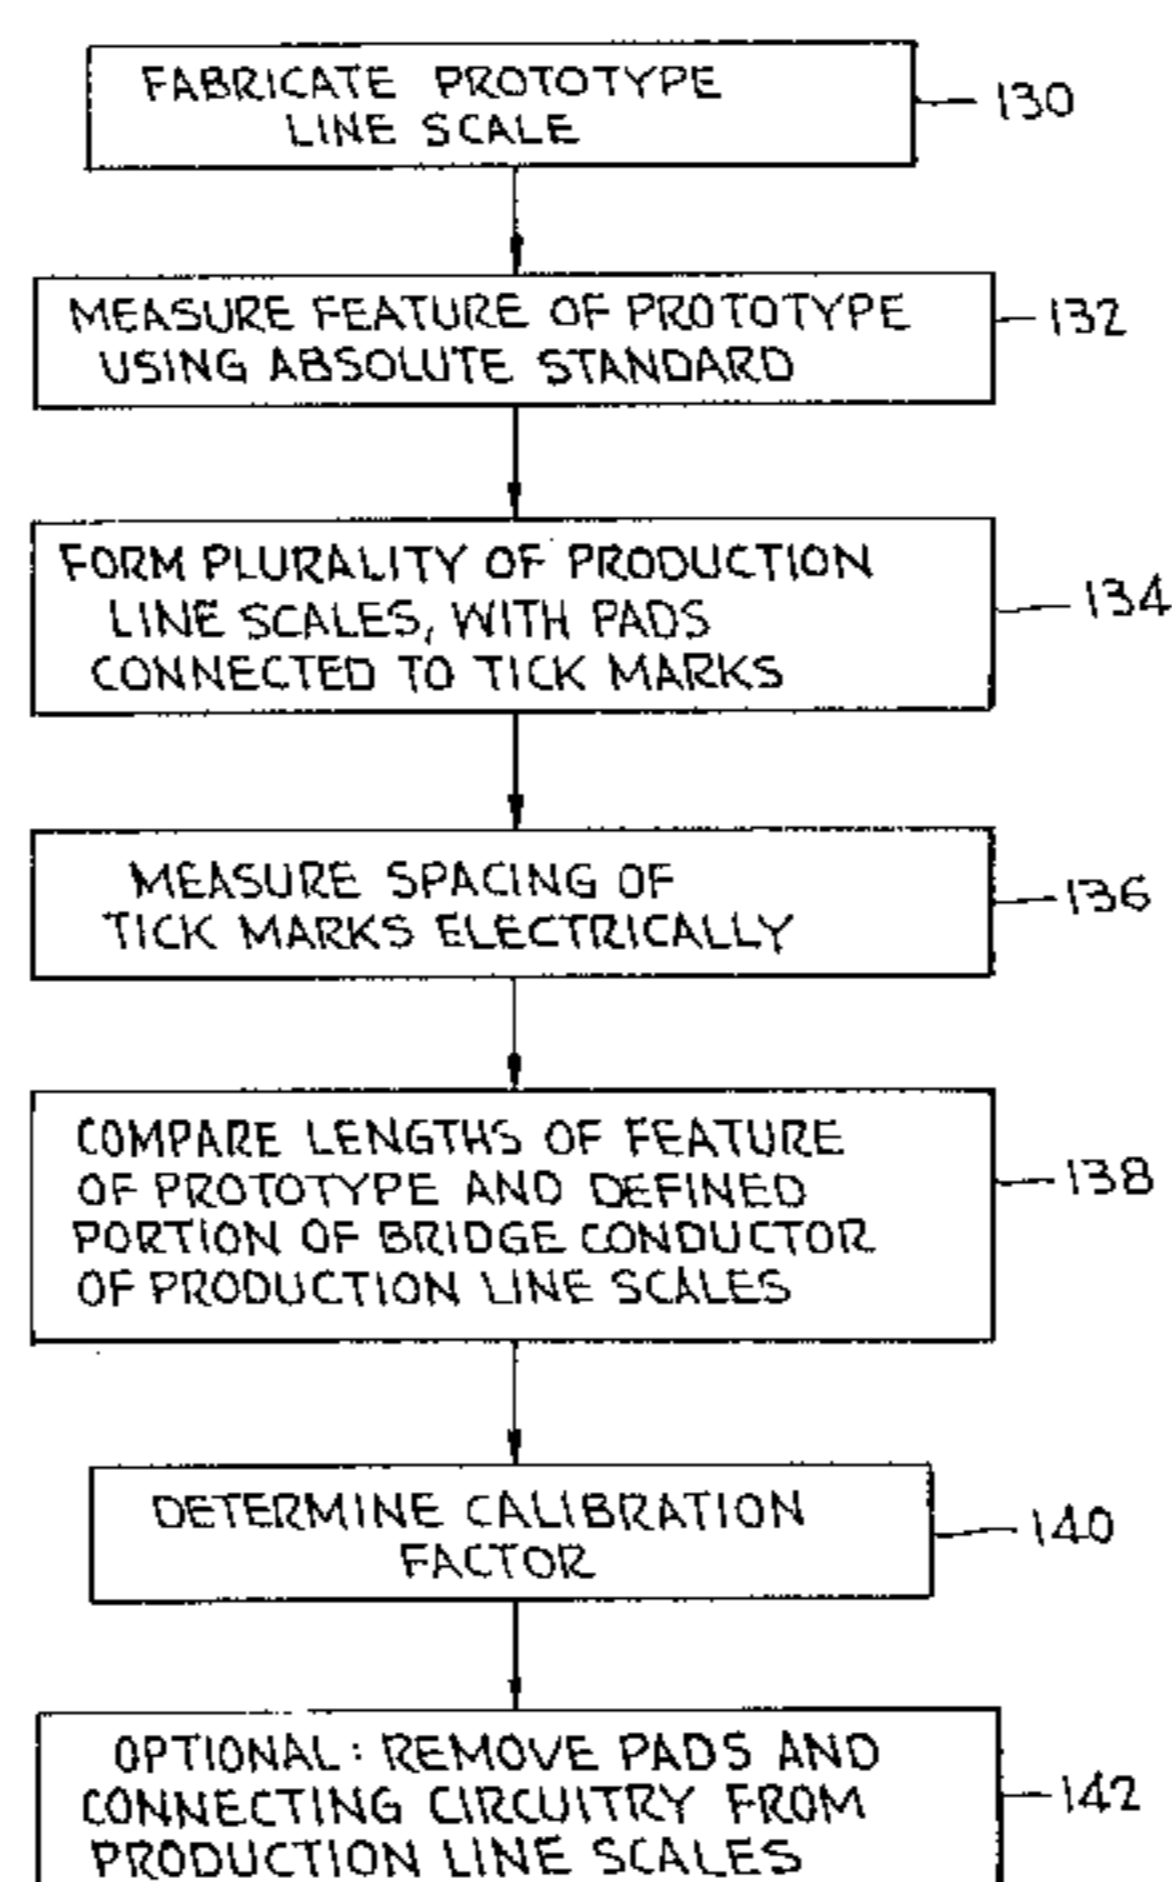 FABRICATE PROTOTYPE
LINE SCALE
130
MEASURE FEATURE OF PROTOTYPE
USING ABSOLUTE STANDARD
132
FORM PLURALITY OF PRODUCTION
LINE SCALES, WITH PADS
CONNECTED TO TICK MARKS
134
MEASURE SPACING OF
TICK MARKS ELECTRICALLY
136
COMPARE LENGTHS OF FEATURE
OF PROTOTYPE AND DEFINED
PORTION OF BRIDGE CONDUCTOR
OF PRODUCTION LINE SCALES
138
DETERMINE CALIBRATION
FACTOR
140
OPTIONAL: REMOVE PADS AND
CONNECTING CIRCUITRY FROM
PRODUCTION LINE SCALES
142